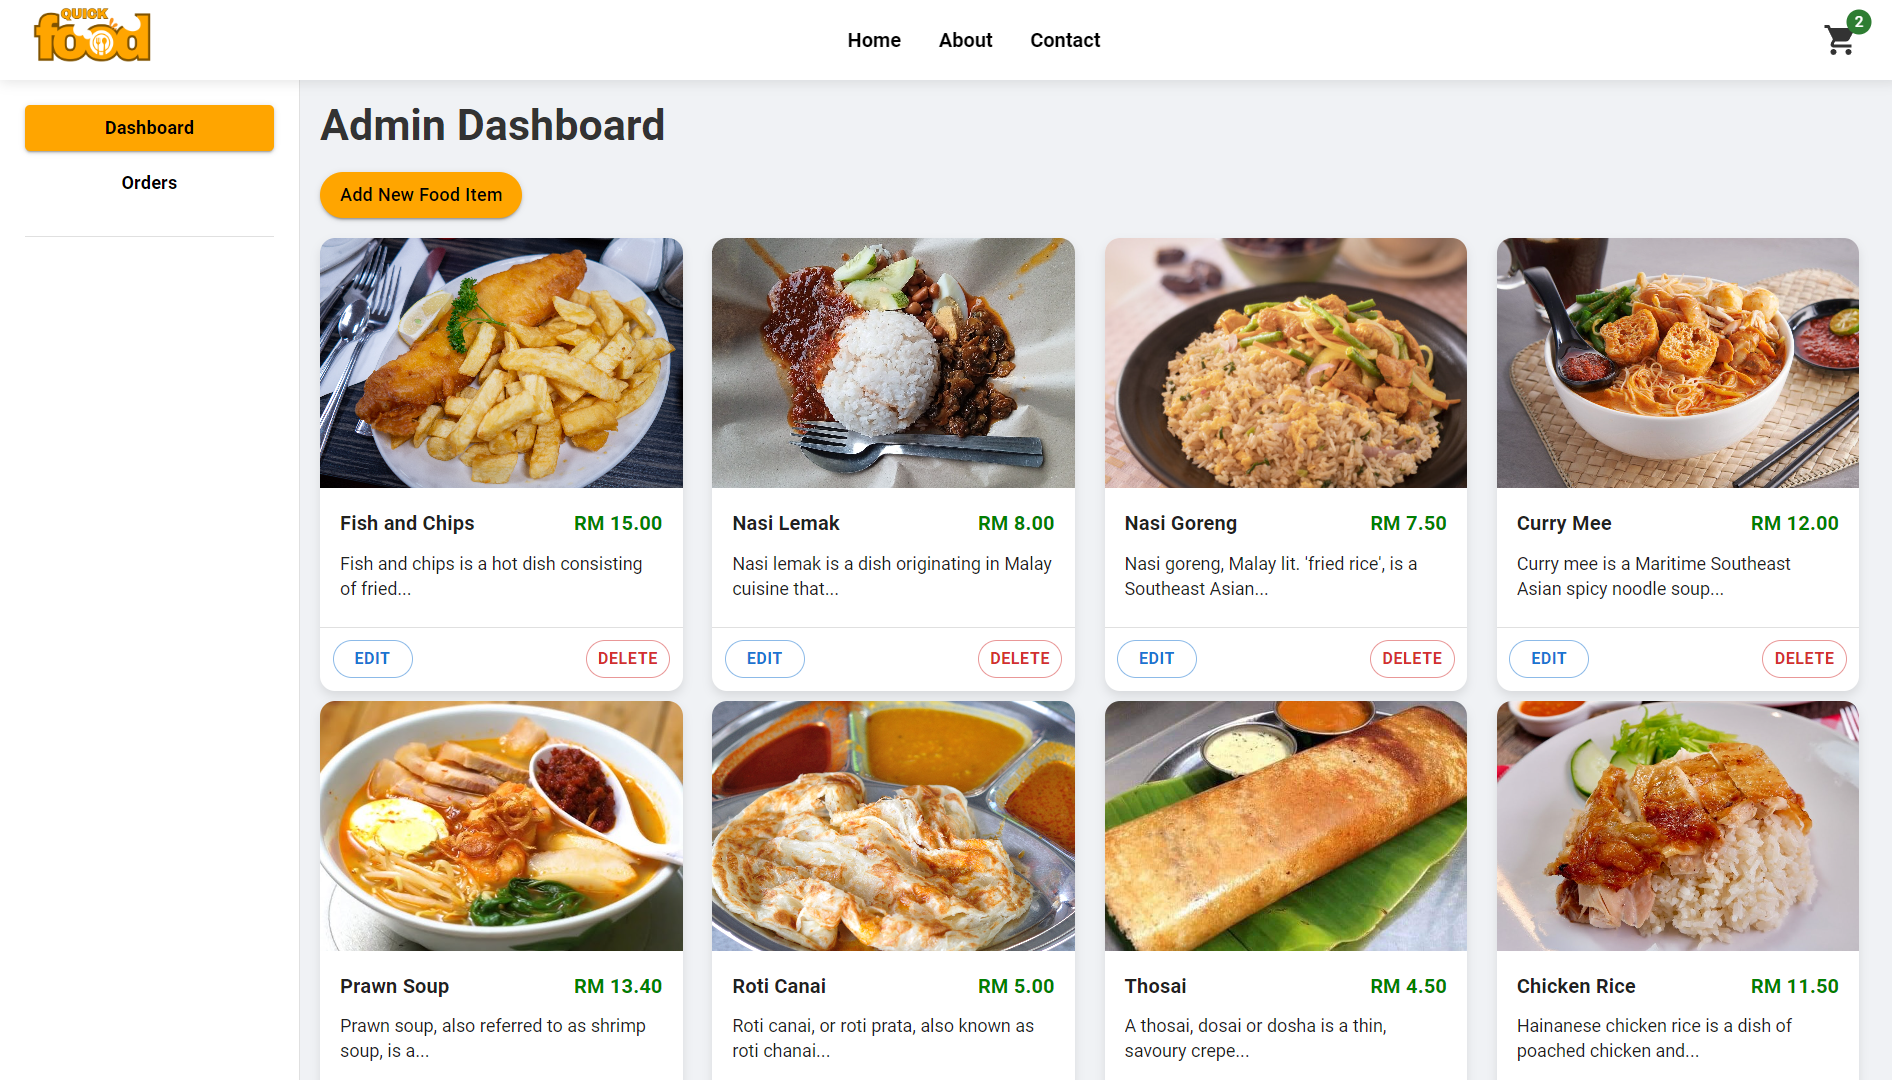 QUICK
food
Home
About
Contact
2
Dashboard
Orders
Admin Dashboard
Add New Food Item
Fish and Chips
RM 15.00
Fish and chips is a hot dish consisting
of fried...
EDIT
DELETE
Nasi Lemak
RM 8.00
Nasi lemak is a dish originating in Malay
cuisine that...
EDIT
DELETE
Nasi Goreng
RM 7.50
Nasi goreng, Malay lit. 'fried rice', is a
Southeast Asian...
EDIT
DELETE
Curry Mee
RM 12.00
Curry mee is a Maritime Southeast
Asian spicy noodle soup...
EDIT
DELETE
Prawn Soup
RM 13.40
Prawn soup, also referred to as shrimp
soup, is a...
Roti Canai
RM 5.00
Roti canai, or roti prata, also known as
roti chanai...
Thosai
RM 4.50
A thosai, dosai or dosha is a thin,
savoury crepe...
Chicken Rice
RM 11.50
Hainanese chicken rice is a dish of
poached chicken and...